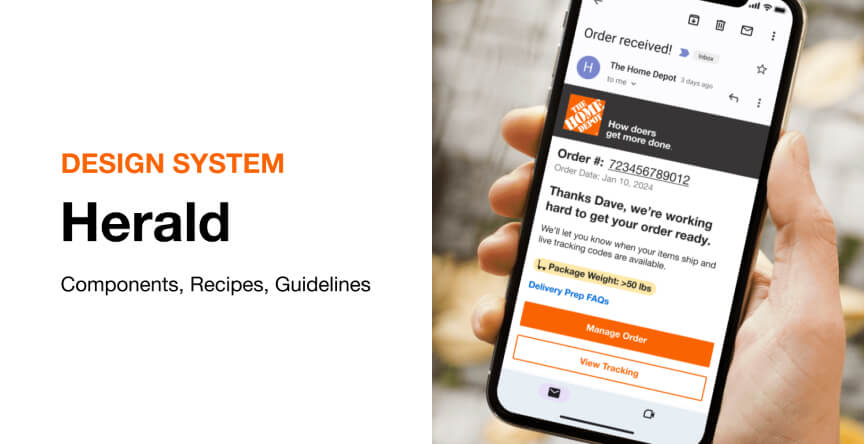 DESIGN SYSTEM
Herald
Components, Recipes, Guidelines
Order received!
Inbox
H
The Home Depot 3 days ago
to me
THE
HOME
DEPOT
How doers
get more done.
Order #: 723456789012
Order Date: Jan 10, 2024
Thanks Dave, we’re working
hard to get your order ready.
We’ll let you know when your items ship and
live tracking codes are available.
Package Weight: >50 lbs
Delivery Prep FAQs
Manage Order
View Tracking